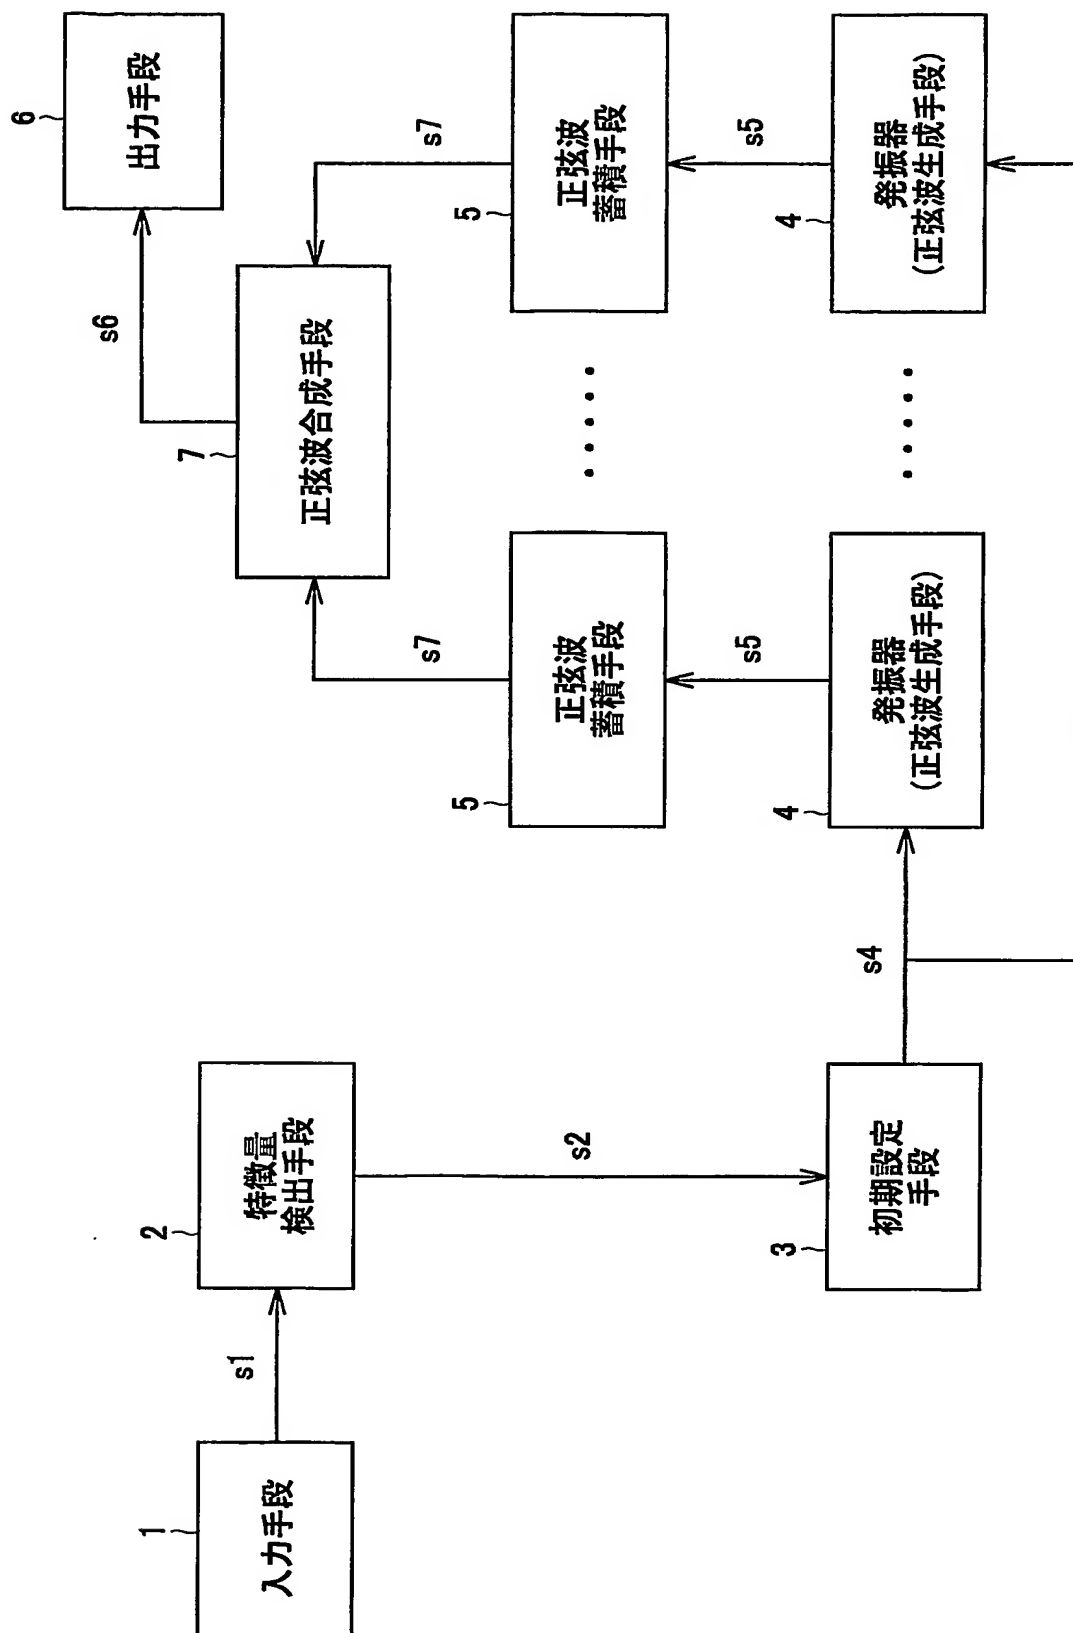 1
入力手段
s1
2
特徴量
検出手段
s2
3
初期設定
手段
s4
4
発振器
(正弦波生成手段)
s5
5
正弦波
蓄積手段
s7
4
発振器
(正弦波生成手段)
s5
5
正弦波
蓄積手段
s7
7
正弦波合成手段
s6
6
出力手段